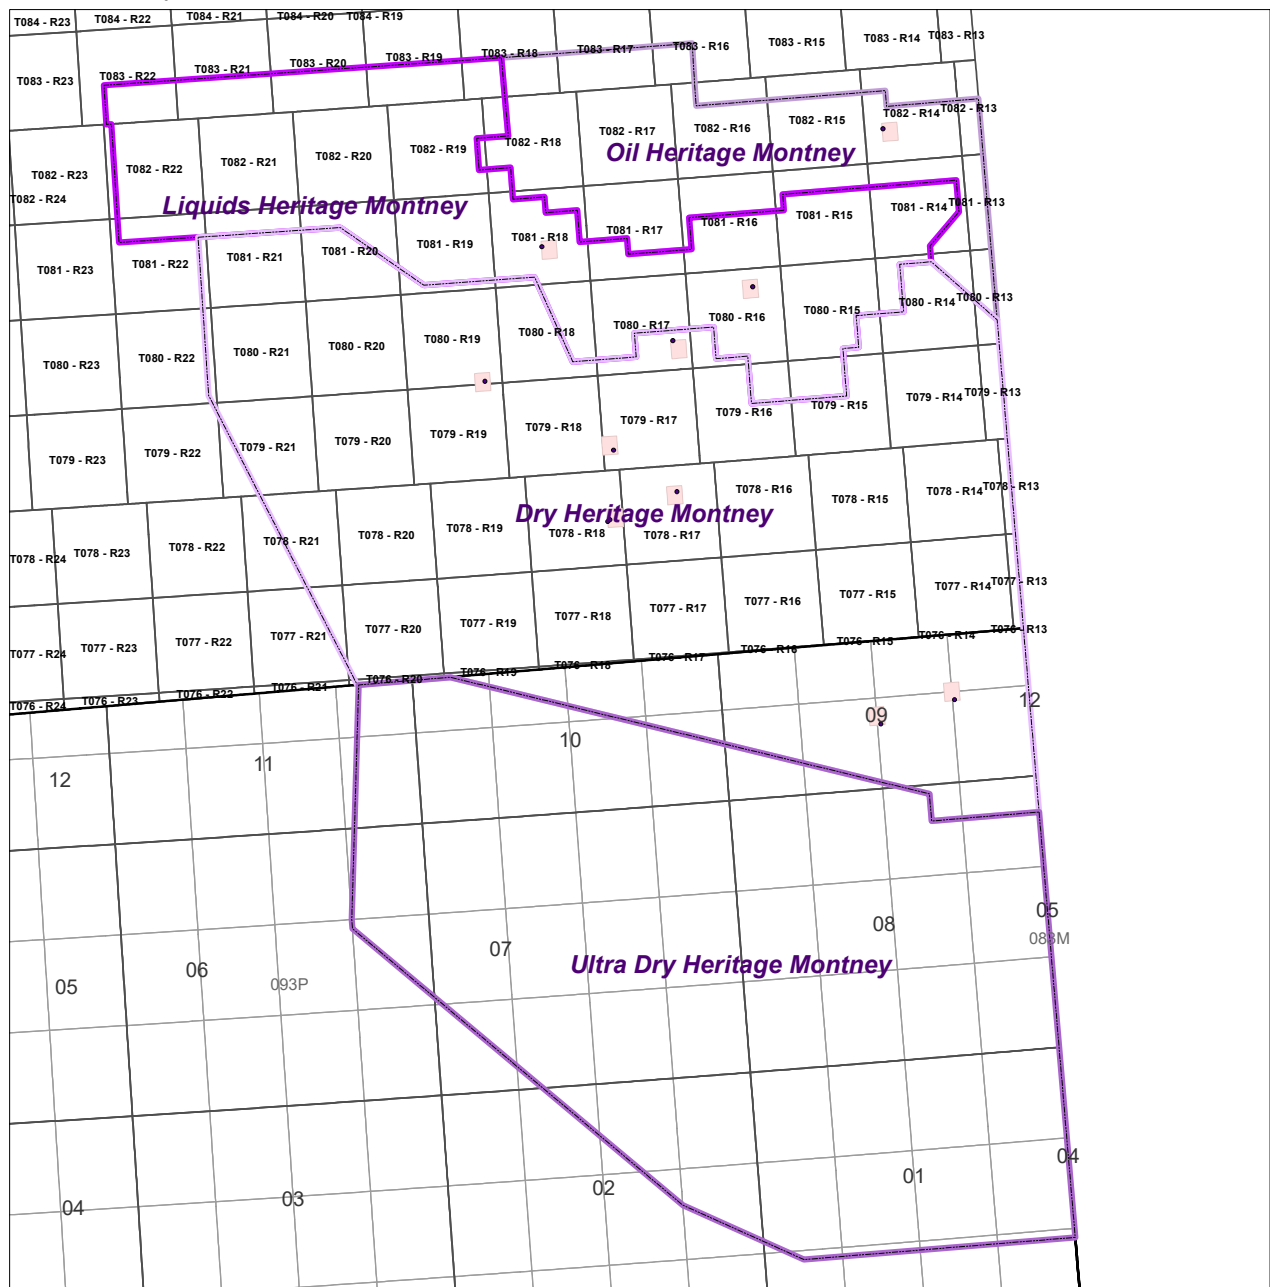 T084 - R23 T084 - R22 T084 - R21 T084 - R20 T084 - R19
T083 - R23 T083 - R22 T083 - R21 T083 - R20 T083 - R19 T083 - R18 T083 - R17 T083 - R16 T083 - R15 T083 - R14 T083 - R13
T082 - R24 T082 - R23 T082 - R22 T082 - R21 T082 - R20 T082 - R19 T082 - R18 T082 - R17 T082 - R16 T082 - R15 T082 - R14 T082 - R13
Oil Heritage Montney
Liquids Heritage Montney
T081 - R23 T081 - R22 T081 - R21 T081 - R20 T081 - R19 T081 - R18 T081 - R17 T081 - R16 T081 - R15 T081 - R14 T081 - R13
T080 - R23 T080 - R22 T080 - R21 T080 - R20 T080 - R19 T080 - R18 T080 - R17 T080 - R16 T080 - R15 T080 - R14 T080 - R13
T079 - R23 T079 - R22 T079 - R21 T079 - R20 T079 - R19 T079 - R18 T079 - R17 T079 - R16 T079 - R15 T079 - R14 T079 - R13
Dry Heritage Montney
T078 - R24 T078 - R23 T078 - R22 T078 - R21 T078 - R20 T078 - R19 T078 - R18 T078 - R17 T078 - R16 T078 - R15 T078 - R14 T078 - R13
T077 - R24 T077 - R23 T077 - R22 T077 - R21 T077 - R20 T077 - R19 T077 - R18 T077 - R17 T077 - R16 T077 - R15 T077 - R14 T077 - R13
T076 - R24 T076 - R23 T076 - R22 T076 - R21 T076 - R20 T076 - R19 T076 - R18 T076 - R17 T076 - R16 T076 - R15 T076 - R14 T076 - R13
12 11 10 09 12
05 06 07 08 05
093P 083M
Ultra Dry Heritage Montney
04 03 02 01 04